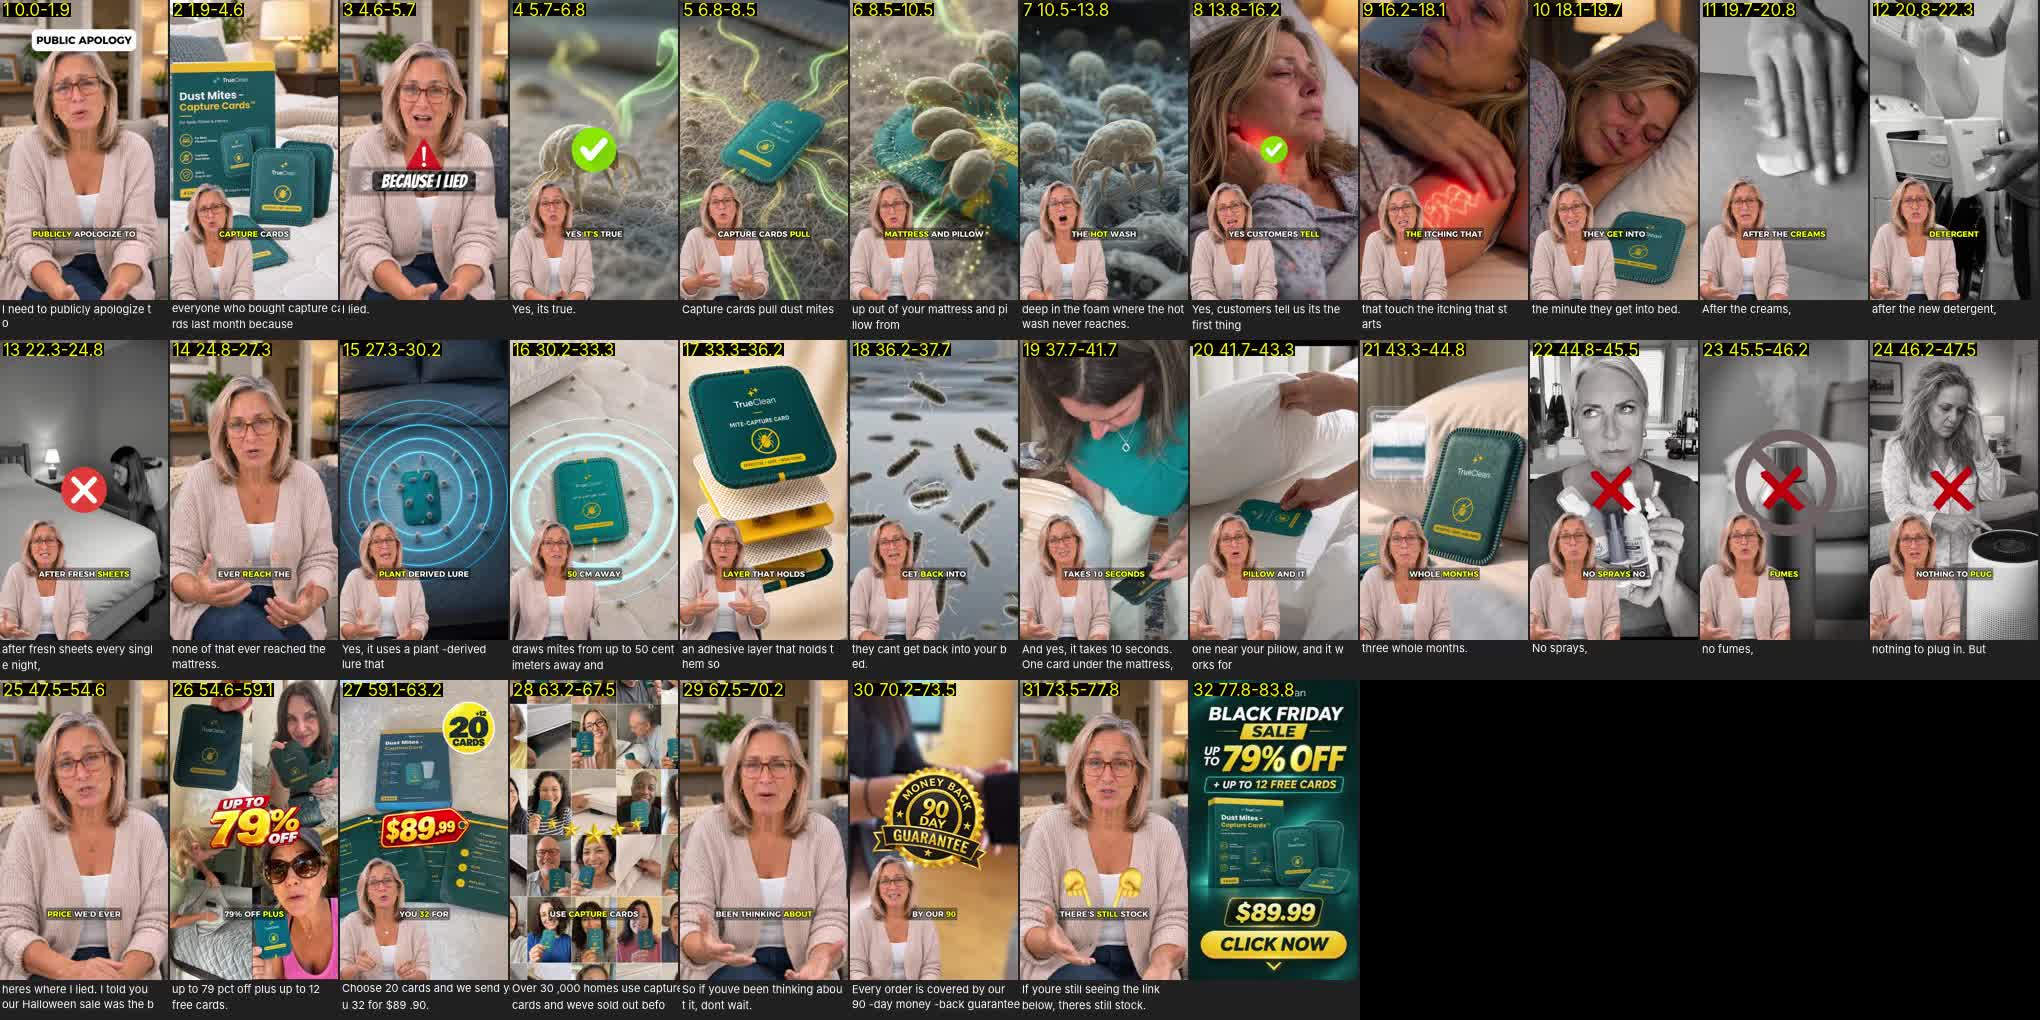 1 0.0-1.9
PUBLIC APOLOGY
PUBLICLY APOLOGIZE TO
I need to publicly apologize t
o
2 1.9-4.6
TrueClean
Dust Mites -
Capture Cards™
TrueClean
CAPTURE CARDS
everyone who bought capture ca
rds last month because
3 4.6-5.7
BECAUSE I LIED
I lied.
4 5.7-6.8
YES IT'S TRUE
Yes, its true.
5 6.8-8.5
TrueClean
CAPTURE CARDS PULL
Capture cards pull dust mites
6 8.5-10.5
MATTRESS AND PILLOW
up out of your mattress and pi
llow from
7 10.5-13.8
THE HOT WASH
deep in the foam where the hot
wash never reaches.
8 13.8-16.2
YES CUSTOMERS TELL
Yes, customers tell us its the
first thing
9 16.2-18.1
THE ITCHING THAT
that touch the itching that st
arts
10 18.1-19.7
THEY GET INTO
the minute they get into bed.
11 19.7-20.8
AFTER THE CREAMS
After the creams,
12 20.8-22.3
DETERGENT
after the new detergent,
13 22.3-24.8
AFTER FRESH SHEETS
after fresh sheets every singl
e night,
14 24.8-27.3
EVER REACH THE
none of that ever reached the
mattress.
15 27.3-30.2
PLANT DERIVED LURE
Yes, it uses a plant -derived
lure that
16 30.2-33.3
TrueClean
50 CM AWAY
draws mites from up to 50 cent
imeters away and
17 33.3-36.2
TrueClean
MITE-CAPTURE CARD
LAYER THAT HOLDS
an adhesive layer that holds t
hem so
18 36.2-37.7
GET BACK INTO
they cant get back into your b
ed.
19 37.7-41.7
TAKES 10 SECONDS
And yes, it takes 10 seconds.
One card under the mattress,
20 41.7-43.3
PILLOW AND IT
one near your pillow, and it w
orks for
21 43.3-44.8
TrueClean
WHOLE MONTHS
three whole months.
22 44.8-45.5
NO SPRAYS NO
No sprays,
23 45.5-46.2
FUMES
no fumes,
24 46.2-47.5
NOTHING TO PLUG
nothing to plug in. But
25 47.5-54.6
PRICE WE'D EVER
heres where I lied. I told you
our Halloween sale was the b
26 54.6-59.1
UP TO
79%
OFF
79% OFF PLUS
up to 79 pct off plus up to 12
free cards.
27 59.1-63.2
+12
20
CARDS
Dust Mites -
$89.99
YOU 32 FOR
Choose 20 cards and we send y
u 32 for $89 .90.
28 63.2-67.5
USE CAPTURE CARDS
Over 30 ,000 homes use capture
cards and weve sold out befo
29 67.5-70.2
BEEN THINKING ABOUT
So if youve been thinking abou
t it, dont wait.
30 70.2-73.5
MONEY BACK
90
DAY
GUARANTEE
BY OUR 90
Every order is covered by our
90 -day money -back guarantee
31 73.5-77.8
THERE'S STILL STOCK
If youre still seeing the link
below, theres still stock.
32 77.8-83.8
an
BLACK FRIDAY
SALE
UP TO 79% OFF
+ UP TO 12 FREE CARDS
TrueClean
Dust Mites -
Capture Cards
$89.99
CLICK NOW